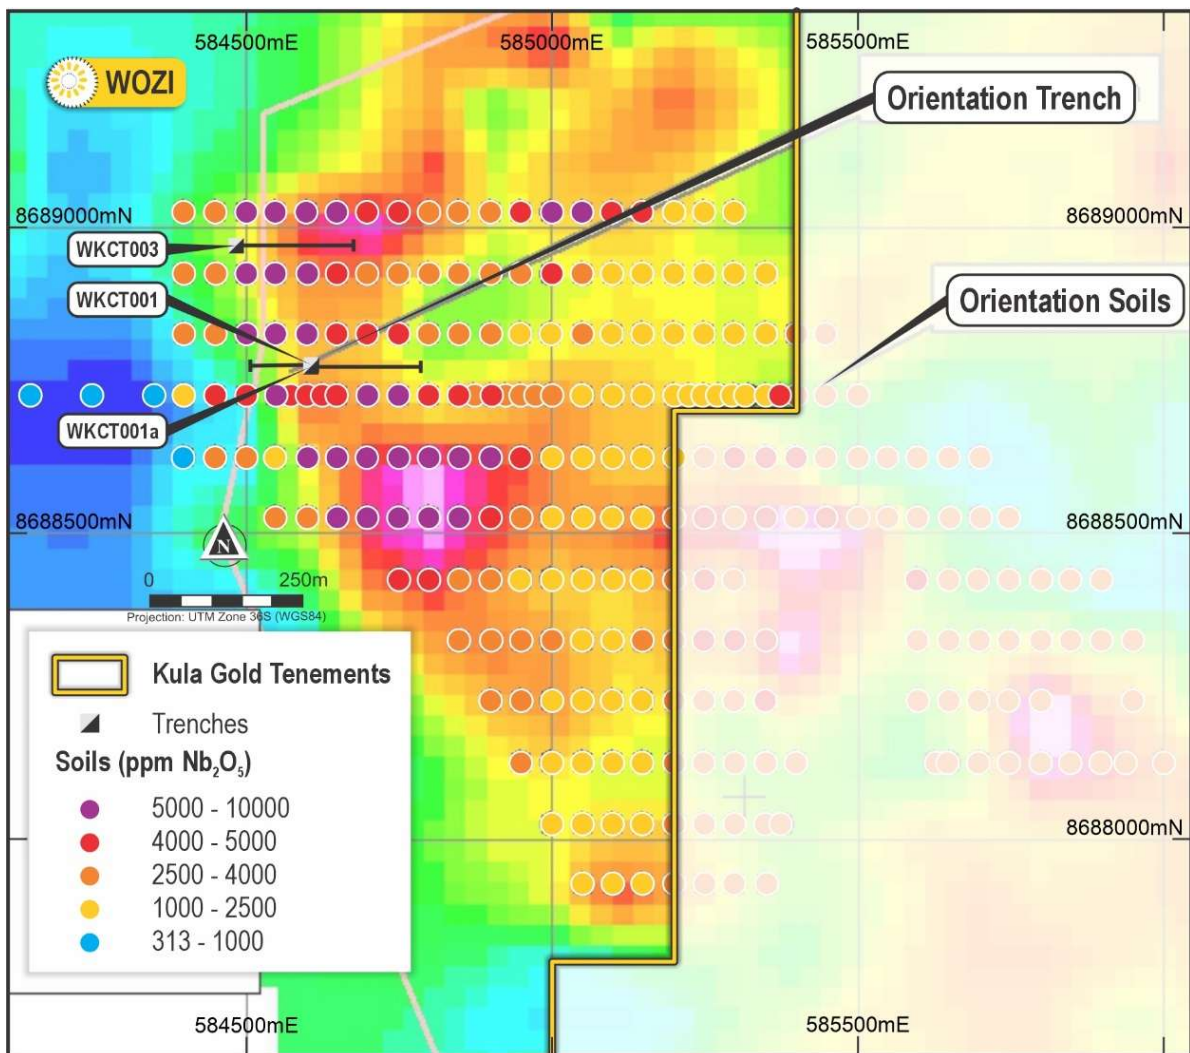 584500mE
585000mE
585500mE
WOZI
Orientation Trench
8689000mN
8689000mN
WKCT003
WKCT001
Orientation Soils
WKCT001a
8688500mN
8688500mN
N
0
250m
Projection: UTM Zone 36S (WGS84)
Kula Gold Tenements
Trenches
Soils (ppm Nb₂O₅)
5000 - 10000
4000 - 5000
2500 - 4000
1000 - 2500
313 - 1000
8688000mN
584500mE
585500mE